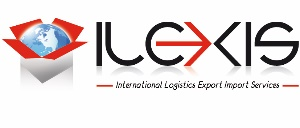 ILEXIS
International Logistics Export Import Services